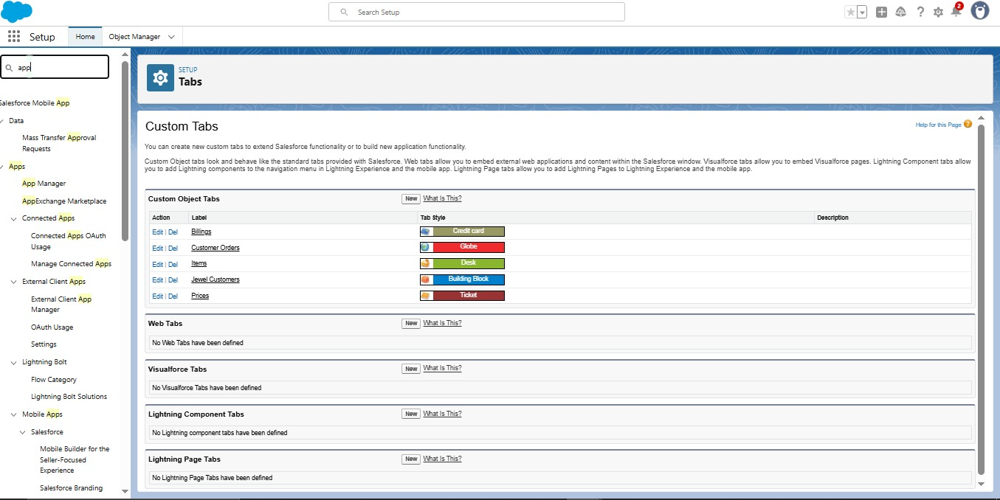 Search Setup
2
Setup
Home
Object Manager
app
Salesforce Mobile App
Data
Mass Transfer Approval
Requests
Apps
App Manager
AppExchange Marketplace
Connected Apps
Connected Apps OAuth
Usage
Manage Connected Apps
External Client Apps
External Client App
Manager
OAuth Usage
Settings
Lightning Bolt
Flow Category
Lightning Bolt Solutions
Mobile Apps
Salesforce
Mobile Builder for the
Seller-Focused
Experience
Salesforce Branding
SETUP
Tabs
Custom Tabs
Help for this Page ?
You can create new custom tabs to extend Salesforce functionality or to build new application functionality.
Custom Object tabs look and behave like the standard tabs provided with Salesforce. Web tabs allow you to embed external web applications and content within the Salesforce window. Visualforce tabs allow you to embed Visualforce pages. Lightning Component tabs allow
you to add Lightning components to the navigation menu in Lightning Experience and the mobile app. Lightning Page tabs allow you to add Lightning Pages to Lightning Experience and the mobile app.
Custom Object Tabs New What Is This?
Action Label Tab Style Description
Edit | Del Billings Credit card
Edit | Del Customer Orders Globe
Edit | Del Items Desk
Edit | Del Jewel Customers Building Block
Edit | Del Prices Ticket
Web Tabs New What Is This?
No Web Tabs have been defined
Visualforce Tabs New What Is This?
No Visualforce Tabs have been defined
Lightning Component Tabs New What Is This?
No Lightning component tabs have been defined
Lightning Page Tabs New What Is This?
No Lightning Page Tabs have been defined